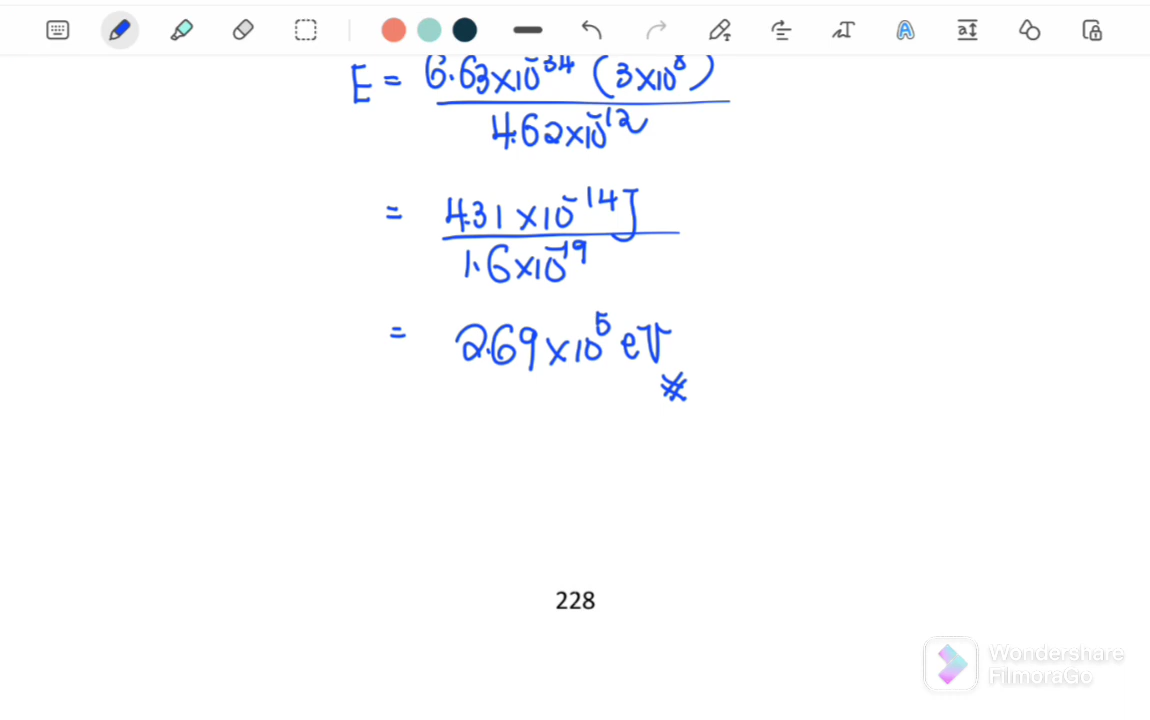 E = 6.63×10⁻³⁴ (3×10⁸)
4.62×10⁻¹²
= 4.31×10⁻¹⁴J
1.6×10⁻¹⁹
= 2.69×10⁵ eV
*
228
Wondershare
FilmoraGo